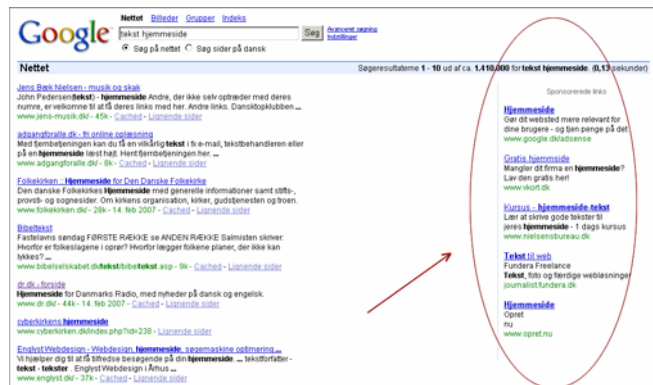 Google
Nettet Billeder Grupper Indeks
tekst hjemmeside
Søg
Avanceret søgning
Indstillinger
Søg på nettet Søg sider på dansk
Nettet
Søgeresultaterne 1 - 10 ud af ca. 1.410.000 for tekst hjemmeside. (0,13 sekunder)
Jens Bæk Nielsen - musik og skak
John Pedersen(tekst) - hjemmeside Andre, der ikke selv optræder med deres
numre, er velkomne til at få deres links med her. Andre links. Dansktopklubben ...
www.jens-musik.dk/ - 45k - Cached - Lignende sider
adgangforalle.dk - fri online oplæsning
Med fjernbetjeningen kan du få en vilkårlig tekst i fx e-mail, tekstbehandleren eller
på en hjemmeside læst højt. Hent fjernbetjeningen her. ...
www.adgangforalle.dk/ - 8k - Cached - Lignende sider
Folkekirken : Hjemmeside for Den Danske Folkekirke
Den danske Folkekirkes Hjemmeside med generelle informationer samt stifts-,
provsti- og sognesider. Om kirkens organisation, kirker, gudstjenesten og troen.
www.folkekirken.dk/ - 28k - 14. feb 2007 - Cached - Lignende sider
Bibeltekst
Fastelavns søndag FØRSTE RÆKKE se ANDEN RÆKKE Salmisten skriver:
Hvorfor er folkeslagene i oprør? Hvorfor lægger folkene planer, der ikke kan
lykkes? ...
www.bibelselskabet.dk/tekst/bibeltekst.asp - 9k - Cached - Lignende sider
dr.dk - forside
Hjemmeside for Danmarks Radio, med nyheder på dansk og engelsk.
www.dr.dk/ - 44k - 14. feb 2007 - Cached - Lignende sider
cyberkirkens hjemmeside
www.cyberkirken.dk/index.php?id=238 - Lignende sider
Englyst Webdesign - Webdesign, hjemmeside, søgemaskine optimering ...
Vi hjælper dig til at få tilfredse besøgende på din hjemmeside. ... tekstforfatter -
tekst - tekster . Englyst Webdesign i Århus ...
www.englyst.dk/ - 37k - Cached - Lignende sider
Sponsorerede links
Hjemmeside
Gør dit websted mere relevant for
dine brugere - og tjen penge på det
www.google.dk/adsense
Gratis hjemmside
Mangler dit firma en hjemmeside?
Lav den gratis her!
www.vkort.dk
Kursus - hjemmeside-tekst
Lær at skrive gode tekster til
jeres hjemmeside - 1 dags kursus
www.nielsensbureau.dk
Tekst til web
Fundera Freelance
Tekst, foto og færdige webløsninger
journalist.fundera.dk
Hjemmeside
Opret
nu
www.opret.nu